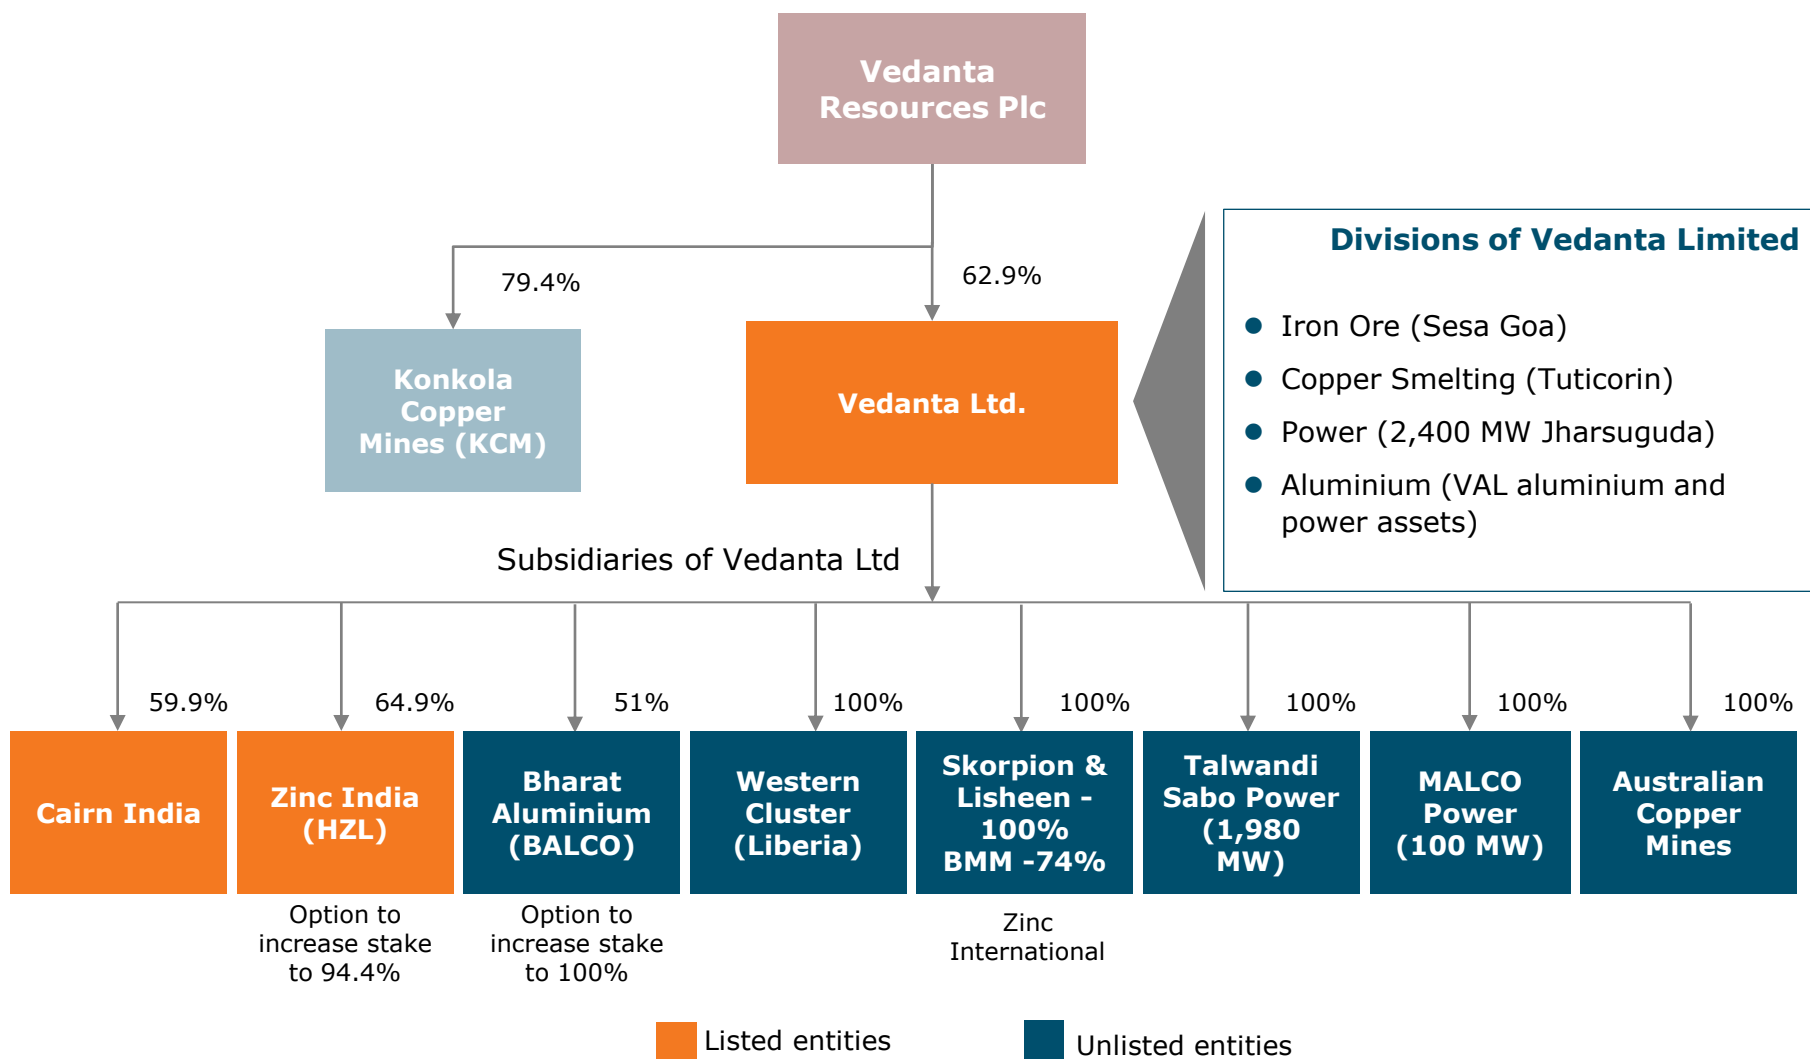 Vedanta
Resources Plc
79.4%
62.9%
Konkola
Copper
Mines (KCM)
Vedanta Ltd.
Divisions of Vedanta Limited
Iron Ore (Sesa Goa)
Copper Smelting (Tuticorin)
Power (2,400 MW Jharsuguda)
Aluminium (VAL aluminium and
power assets)
Subsidiaries of Vedanta Ltd
59.9%
64.9%
51%
100%
100%
100%
100%
100%
Cairn India
Zinc India
(HZL)
Bharat
Aluminium
(BALCO)
Western
Cluster
(Liberia)
Skorpion &
Lisheen -
100%
BMM -74%
Talwandi
Sabo Power
(1,980
MW)
MALCO
Power
(100 MW)
Australian
Copper
Mines
Option to
increase stake
to 94.4%
Option to
increase stake
to 100%
Zinc
International
Listed entities
Unlisted entities